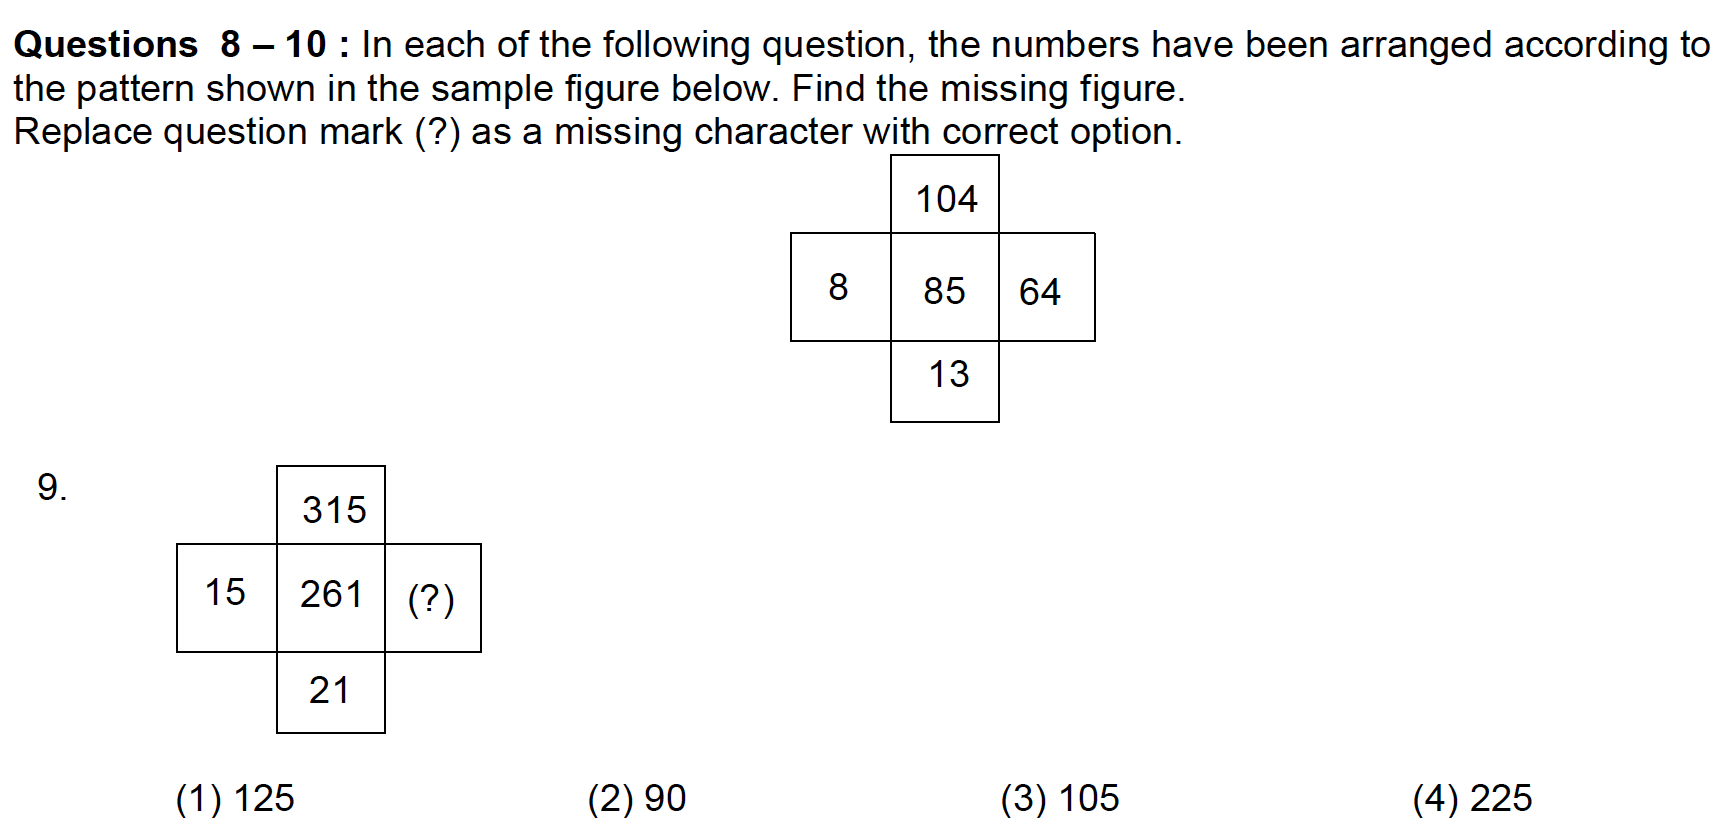 Questions 8 – 10 : In each of the following question, the numbers have been arranged according to
the pattern shown in the sample figure below. Find the missing figure.
Replace question mark (?) as a missing character with correct option.
104
8 85 64
13
9.
315
15 261 (?)
21
(1) 125 (2) 90 (3) 105 (4) 225